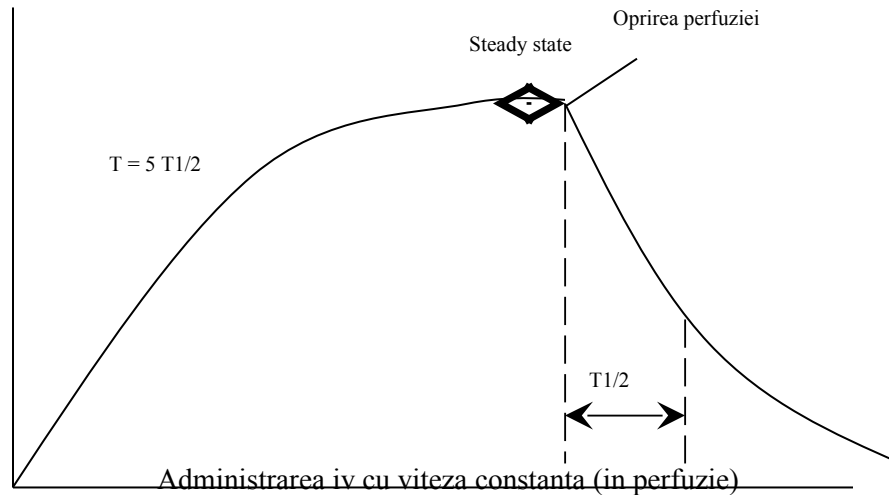 Oprirea perfuziei
Steady state
T = 5 T1/2
T1/2
Administrarea iv cu viteza constanta (in perfuzie)